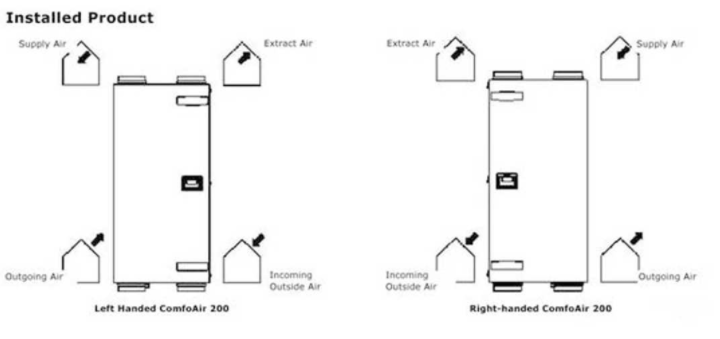 Installed Product
Supply Air
Extract Air
Extract Air
Supply Air
Outgoing Air
Incoming
Outside Air
Incoming
Outside Air
Outgoing Air
Left Handed ComfoAir 200
Right-handed ComfoAir 200